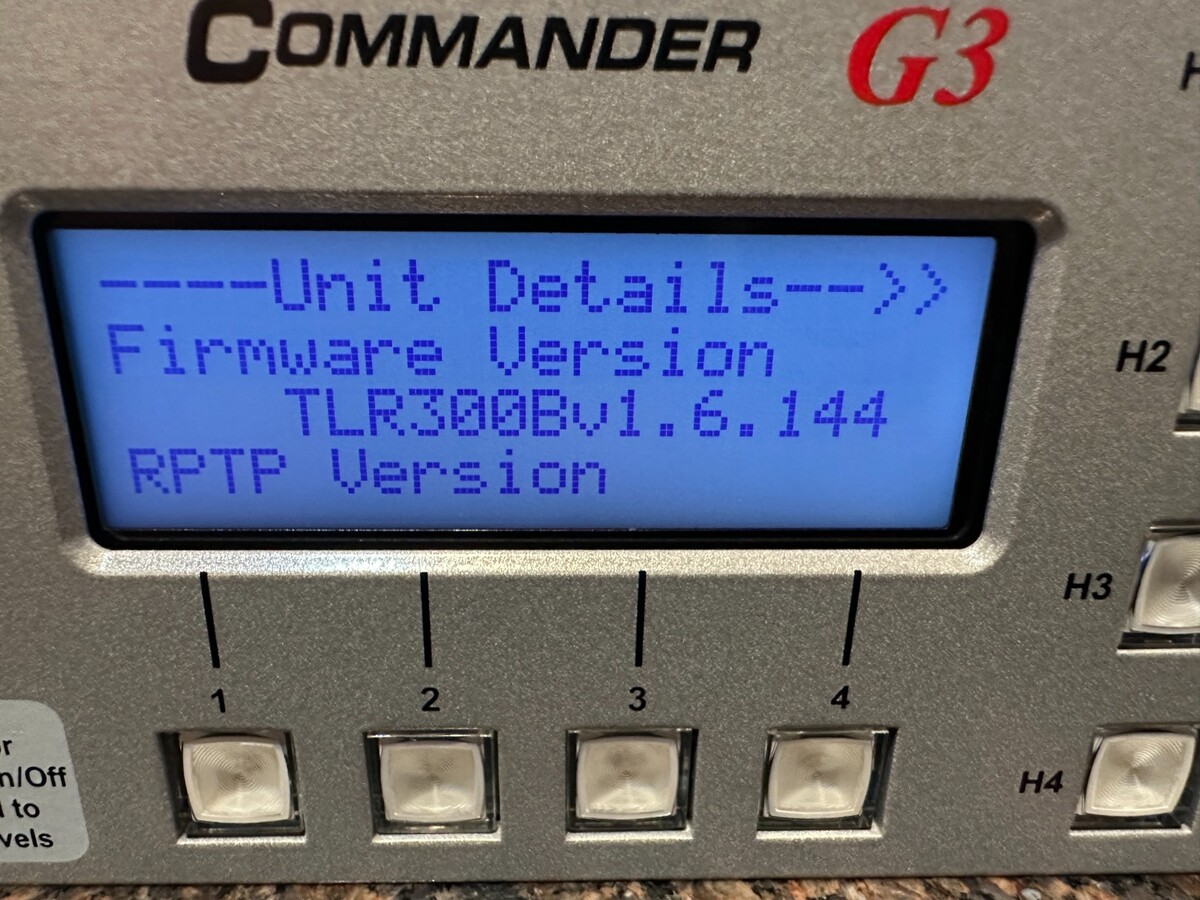 COMMANDER G3
----Unit Details-->>
Firmware Version
TLR300Bv1.6.144
RPTP Version
H2
H3
1 2 3 4
H4
n/Off
to